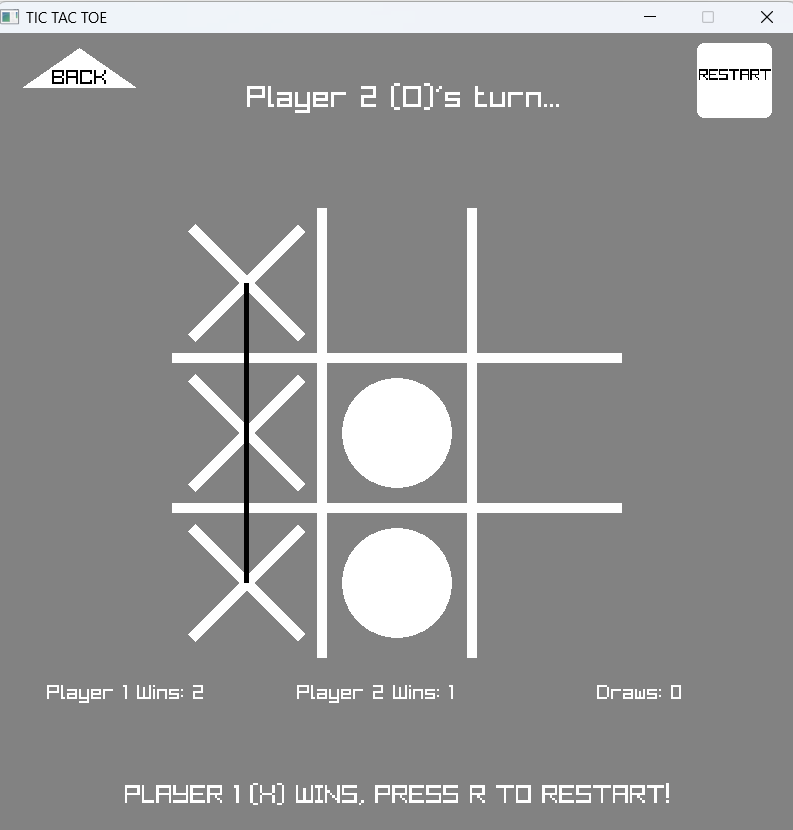 TIC TAC TOE
BACK
Player 2 (O)'s turn...
RESTART
Player 1 Wins: 2
Player 2 Wins: 1
Draws: 0
PLAYER 1 (X) WINS, PRESS R TO RESTART!